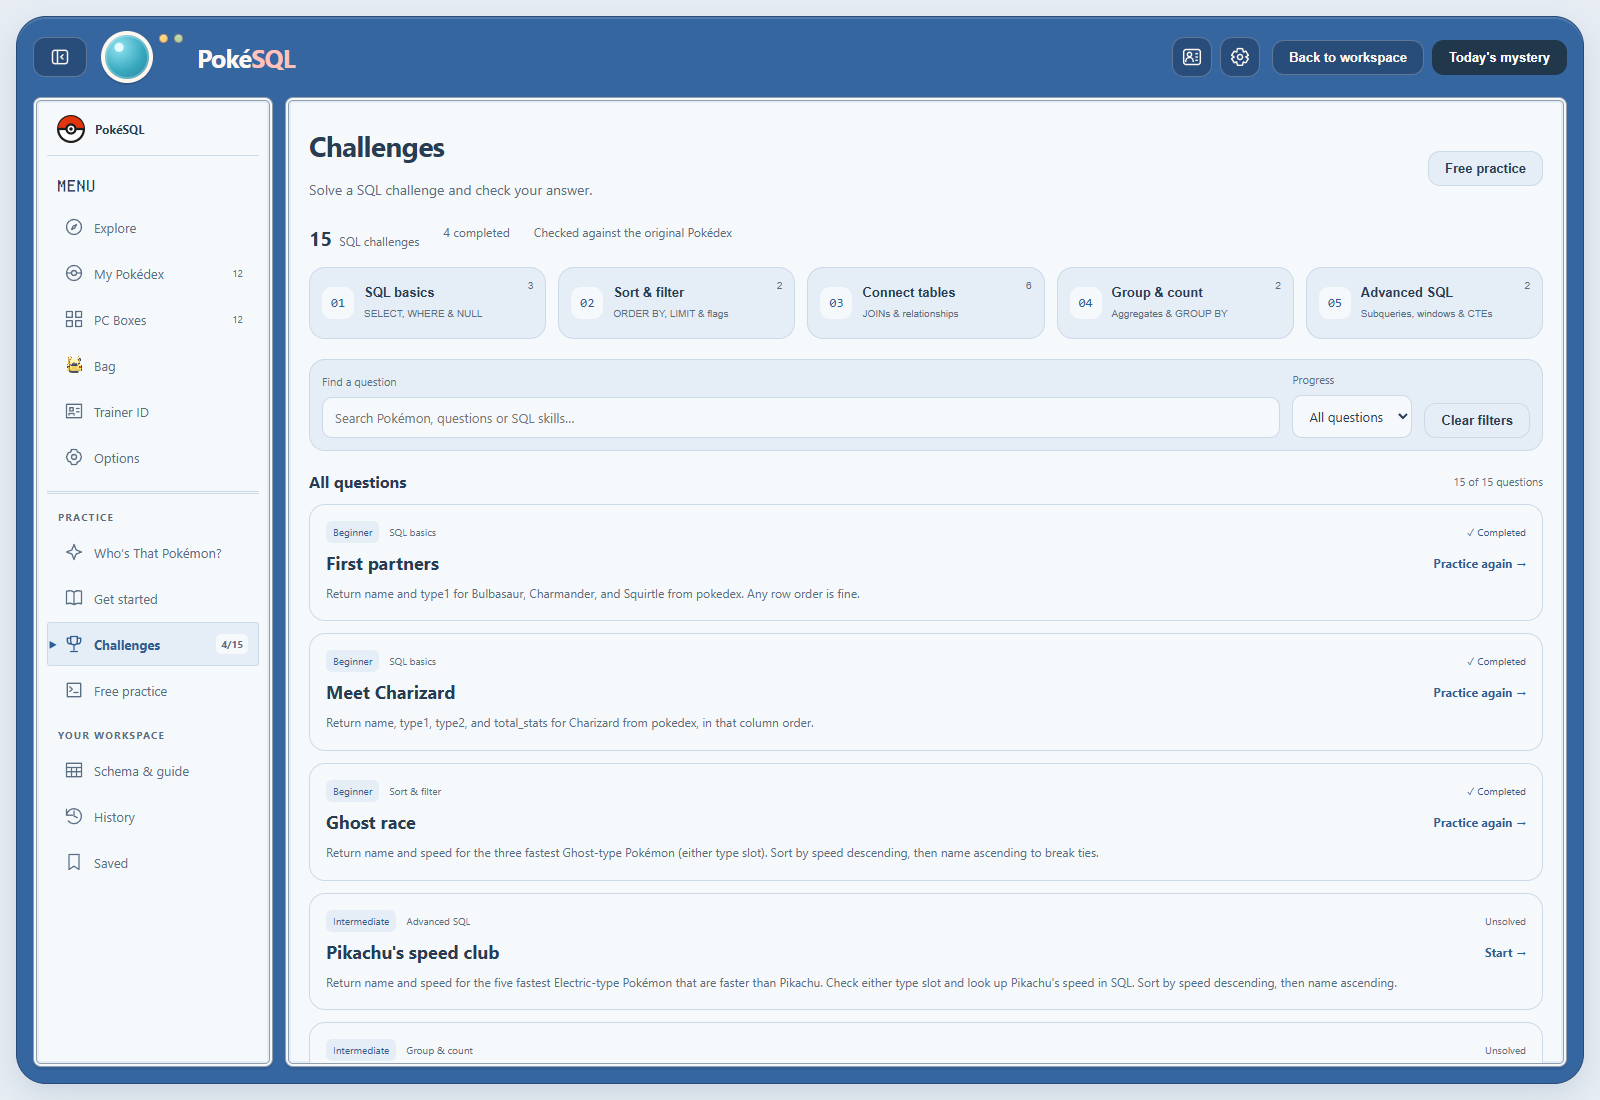 PokéSQL
Back to workspace
Today's mystery
PokéSQL
MENU
Explore
My Pokédex 12
PC Boxes 12
Bag
Trainer ID
Options
PRACTICE
Who's That Pokémon?
Get started
Challenges 4/15
Free practice
YOUR WORKSPACE
Schema & guide
History
Saved
Challenges
Solve a SQL challenge and check your answer.
Free practice
15 SQL challenges 4 completed Checked against the original Pokédex
01 SQL basics 3
SELECT, WHERE & NULL
02 Sort & filter 2
ORDER BY, LIMIT & flags
03 Connect tables 6
JOINs & relationships
04 Group & count 2
Aggregates & GROUP BY
05 Advanced SQL 2
Subqueries, windows & CTEs
Find a question
Search Pokémon, questions or SQL skills...
Progress
All questions
Clear filters
All questions 15 of 15 questions
Beginner SQL basics ✓ Completed
First partners Practice again →
Return name and type1 for Bulbasaur, Charmander, and Squirtle from pokedex. Any row order is fine.
Beginner SQL basics ✓ Completed
Meet Charizard Practice again →
Return name, type1, type2, and total_stats for Charizard from pokedex, in that column order.
Beginner Sort & filter ✓ Completed
Ghost race Practice again →
Return name and speed for the three fastest Ghost-type Pokémon (either type slot). Sort by speed descending, then name ascending to break ties.
Intermediate Advanced SQL Unsolved
Pikachu's speed club Start →
Return name and speed for the five fastest Electric-type Pokémon that are faster than Pikachu. Check either type slot and look up Pikachu's speed in SQL. Sort by speed descending, then name ascending.
Intermediate Group & count Unsolved